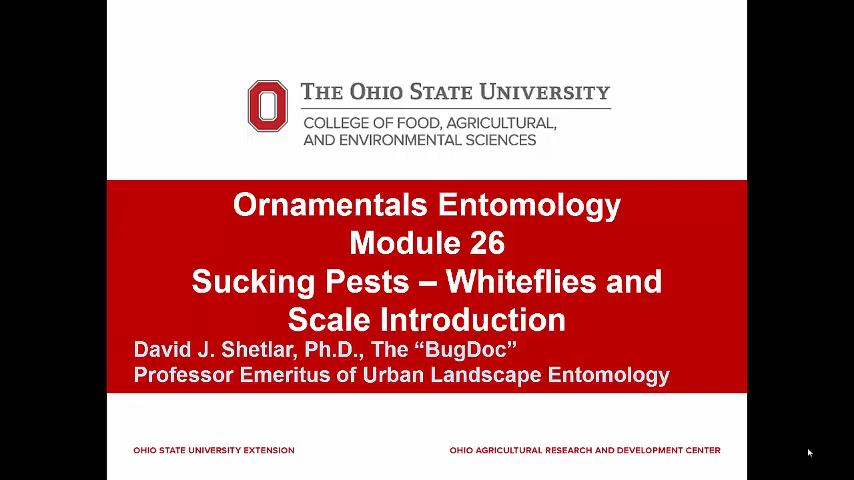 THE OHIO STATE UNIVERSITY
COLLEGE OF FOOD, AGRICULTURAL,
AND ENVIRONMENTAL SCIENCES
Ornamentals Entomology
Module 26
Sucking Pests – Whiteflies and
Scale Introduction
David J. Shetlar, Ph.D., The “BugDoc”
Professor Emeritus of Urban Landscape Entomology
OHIO STATE UNIVERSITY EXTENSION
OHIO AGRICULTURAL RESEARCH AND DEVELOPMENT CENTER